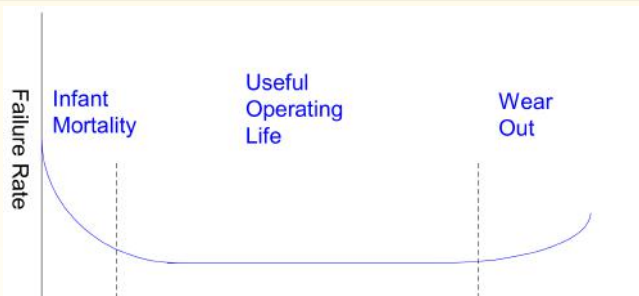 Failure Rate
Infant
Mortality
Useful
Operating
Life
Wear
Out